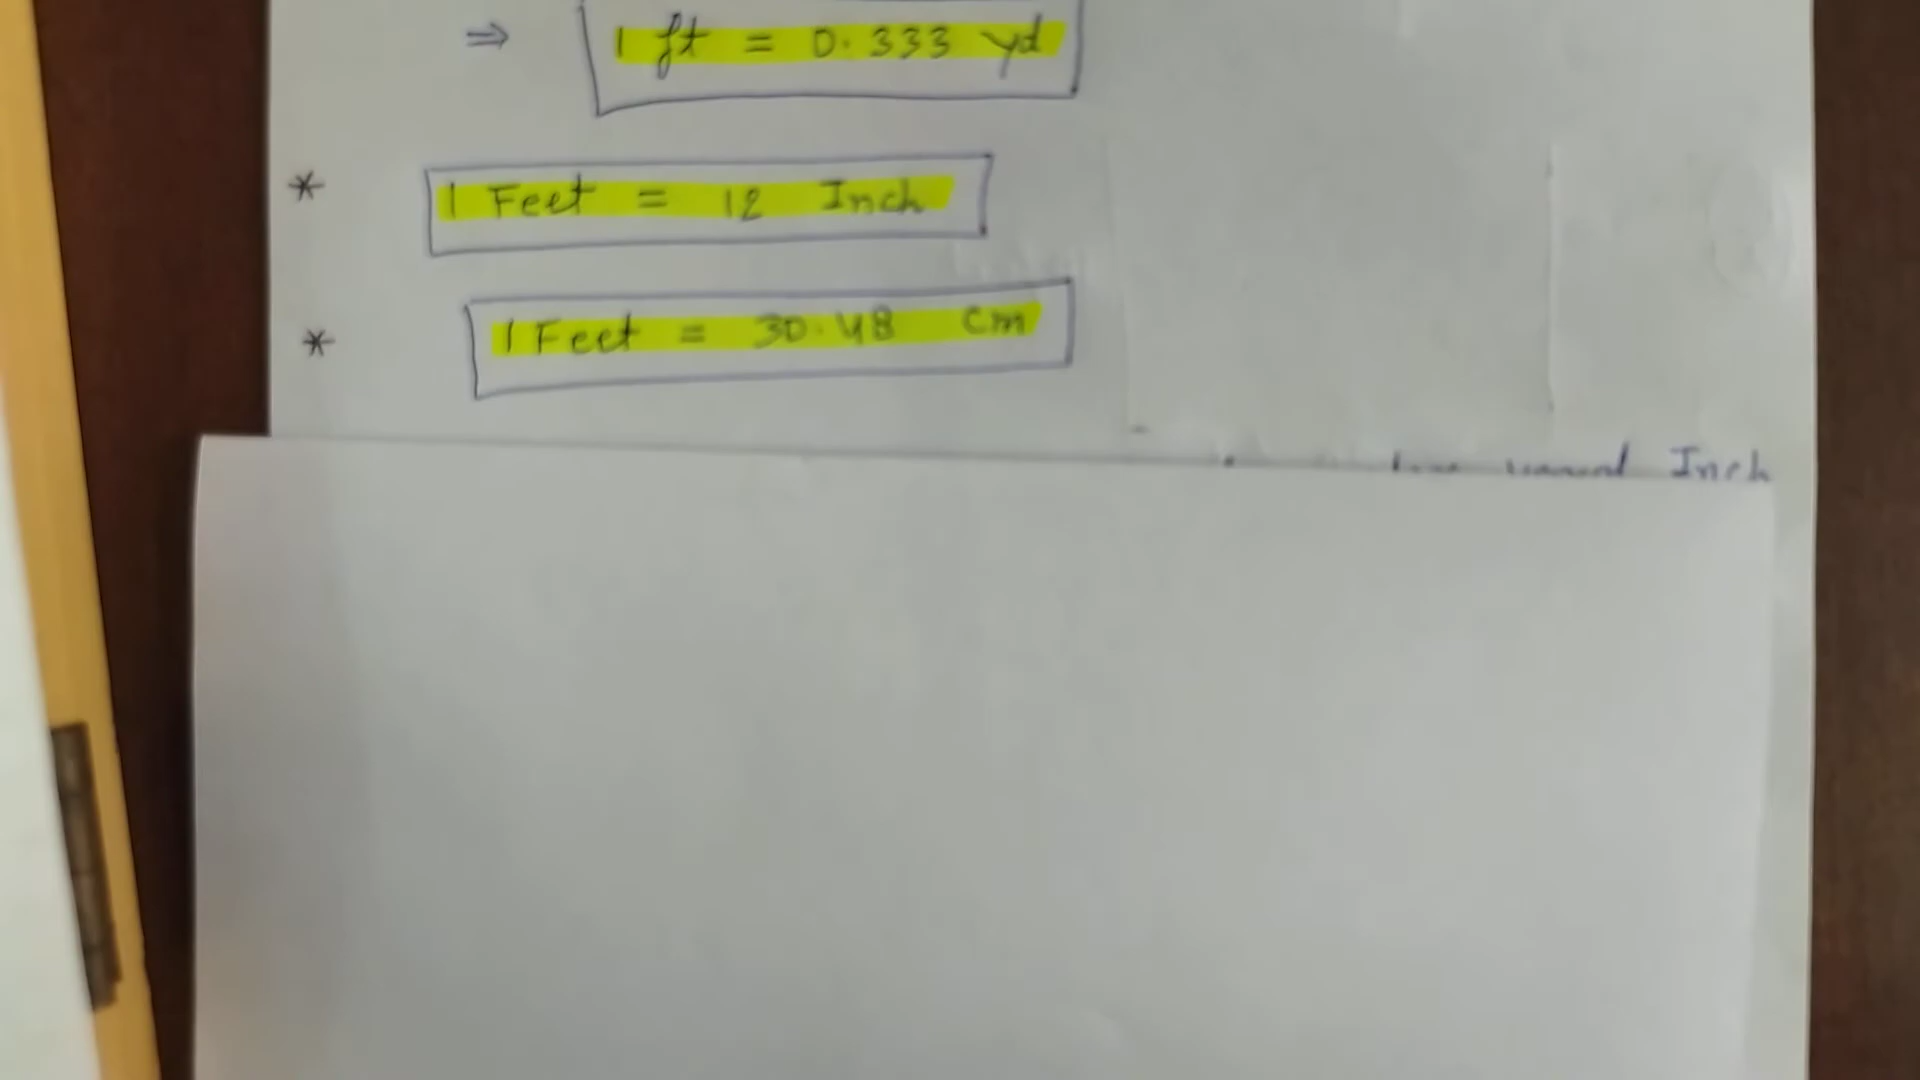 ⇒ 1 ft = 0.333 yd
* 1 Feet = 12 Inch
* 1 Feet = 30.48 cm
Inch